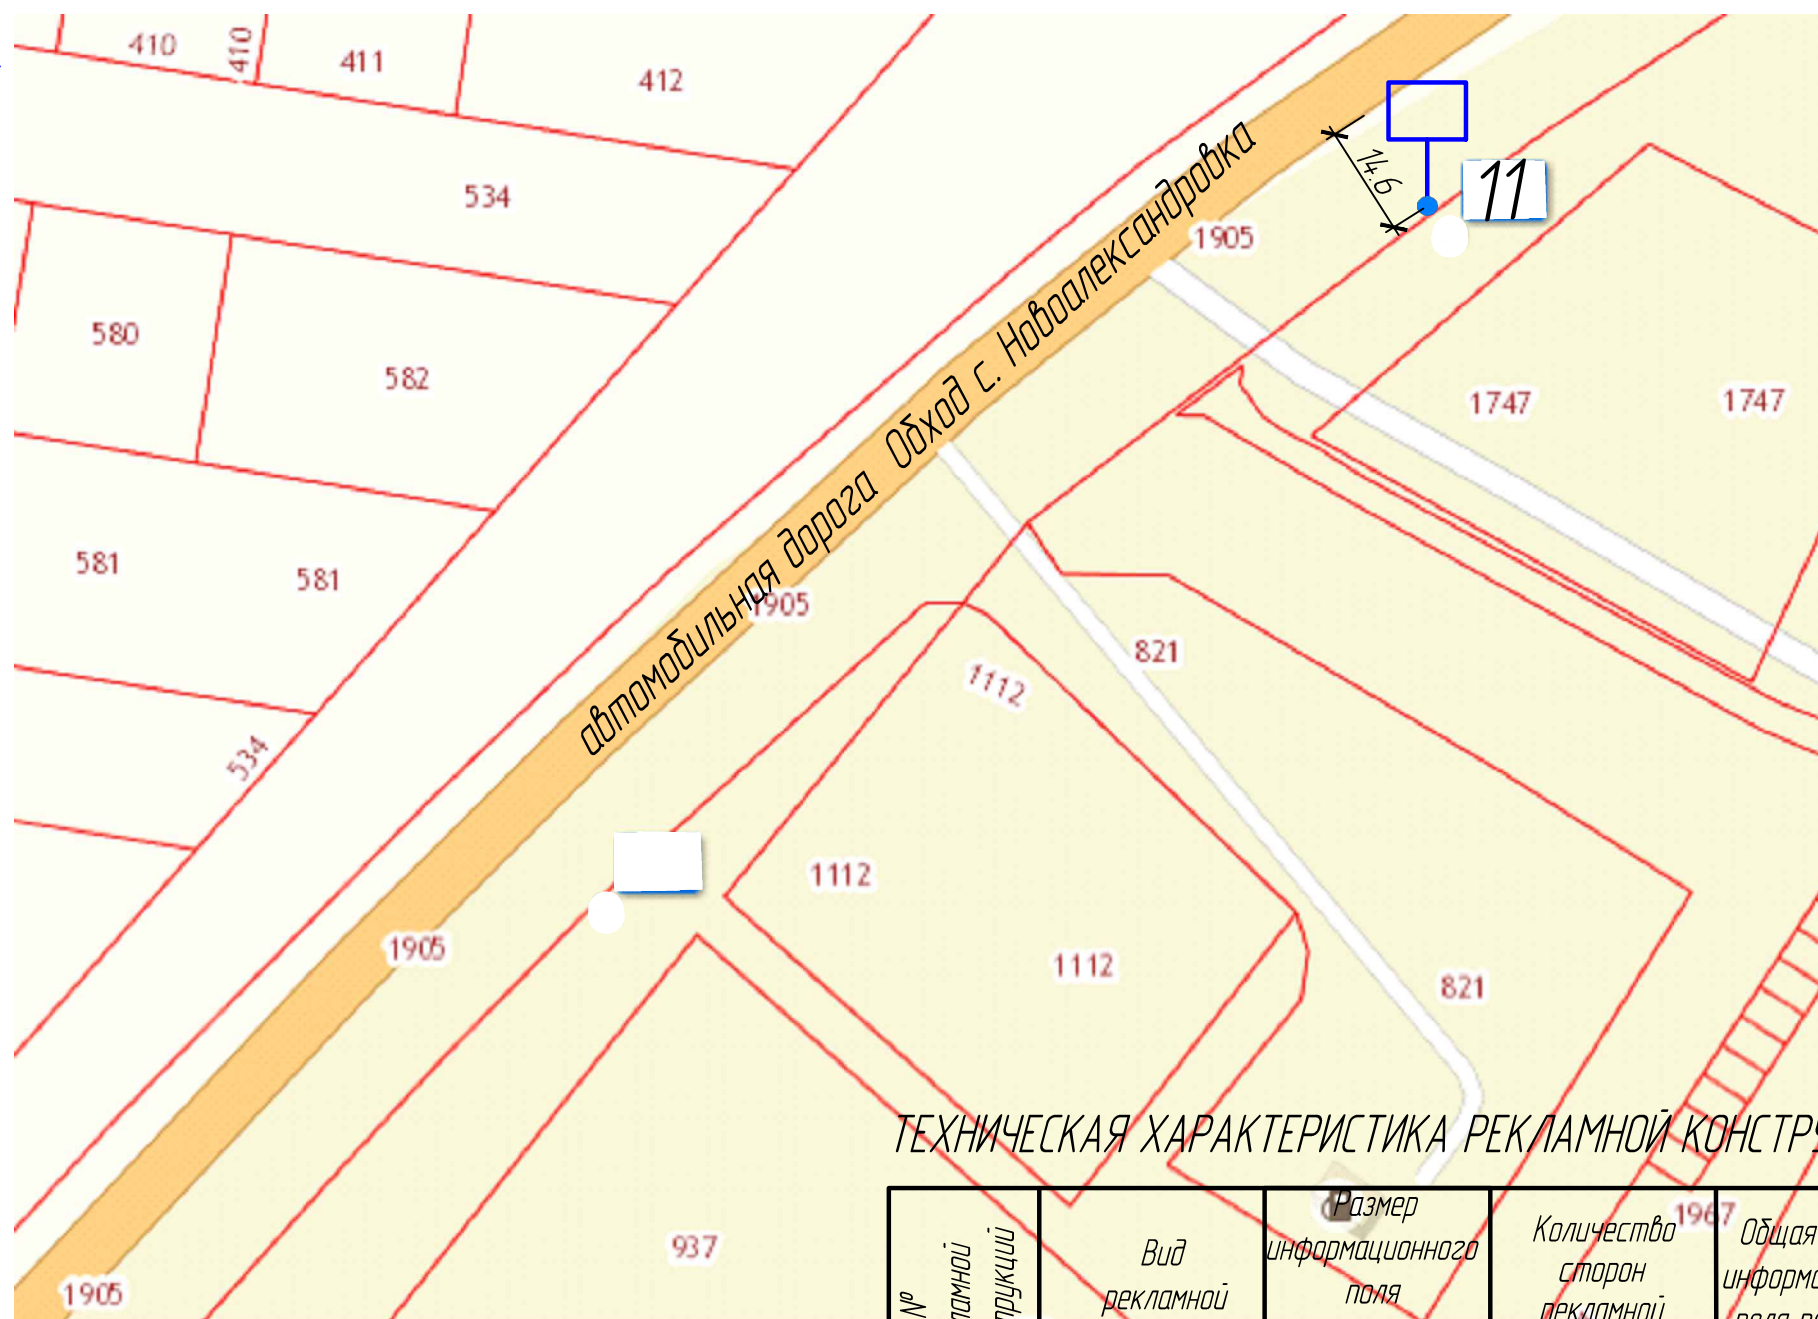 410
410
411
412
534
14.6
11
1905
580
582
1747
1747
автомобильная дорога Обход с. Новоалександровка
581
581
1905
821
1112
534
1112
1905
1112
821
ТЕХНИЧЕСКАЯ ХАРАКТЕРИСТИКА РЕКЛАМНОЙ
937
1905
1967
№
Вид
рекламной
Размер
информационного
поля
Количество
сторон
рекламной
Общая